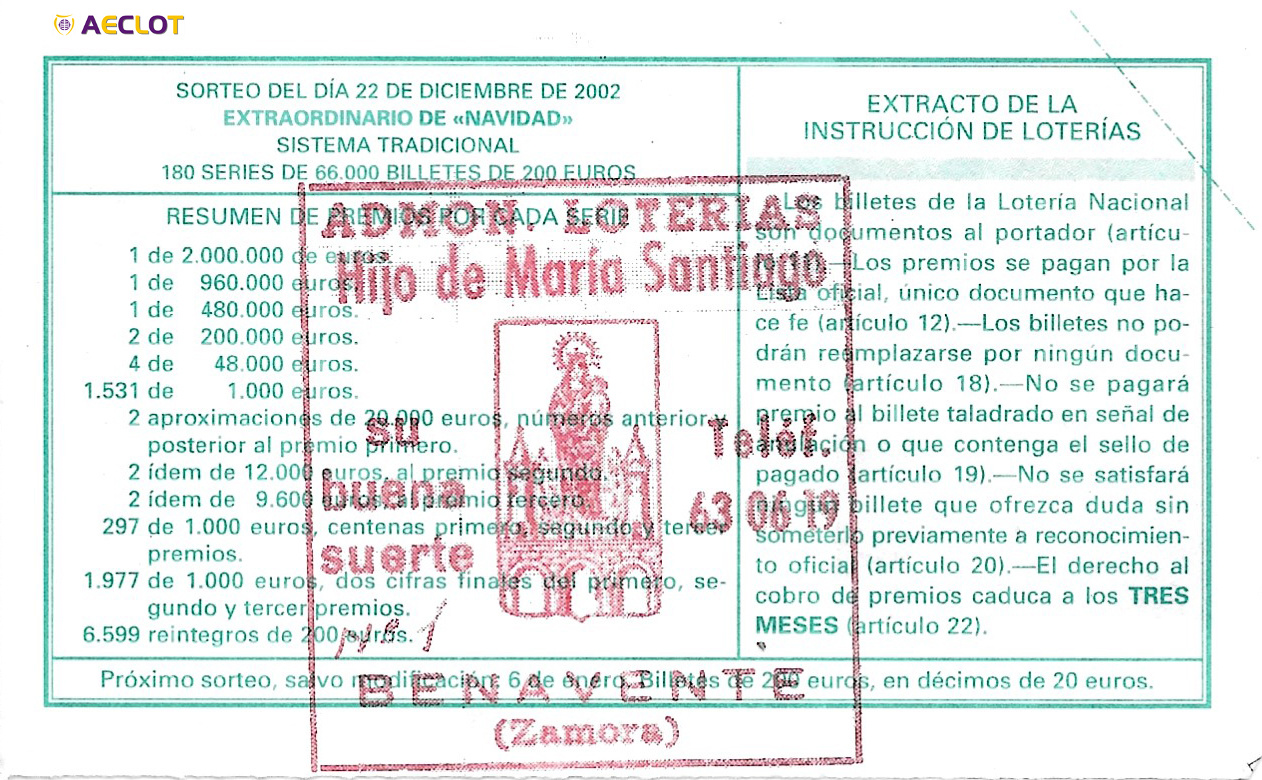 AECLOT
SORTEO DEL DÍA 22 DE DICIEMBRE DE 2002
EXTRAORDINARIO DE «NAVIDAD»
SISTEMA TRADICIONAL
180 SERIES DE 66.000 BILLETES DE 200 EUROS
RESUMEN DE PREMIOS POR CADA SERIE
1 de 2.000.000 de euros.
1 de 960.000 euros.
1 de 480.000 euros.
2 de 200.000 euros.
4 de 48.000 euros.
1.531 de 1.000 euros.
2 aproximaciones de 20.000 euros, números anterior y
posterior al premio primero.
2 ídem de 12.000 euros, al premio segundo.
2 ídem de 9.600 euros, al premio tercero.
297 de 1.000 euros, centenas primero, segundo y tercer
premios.
1.977 de 1.000 euros, dos cifras finales del primero, se-
gundo y tercer premios.
6.599 reintegros de 200 euros.
EXTRACTO DE LA
INSTRUCCIÓN DE LOTERÍAS
Los billetes de la Lotería Nacional
son documentos al portador (artícu-
—Los premios se pagan por la
Lista oficial, único documento que ha-
ce fe (artículo 12).—Los billetes no po-
drán reemplazarse por ningún docu-
mento (artículo 18).—No se pagará
premio al billete taladrado en señal de
anulación o que contenga el sello de
pagado (artículo 19).—No se satisfará
ningún billete que ofrezca duda sin
someterlo previamente a reconocimien-
to oficial (artículo 20).—El derecho al
cobro de premios caduca a los TRES
MESES (artículo 22).
Próximo sorteo, salvo modificación: 6 de enero. Billetes de 200 euros, en décimos de 20 euros.
ADMON. LOTERIAS
Hijo de María Santiago
su
buena
suerte
Teléf.
63 06 19
Nº 1
BENAVENTE
(Zamora)